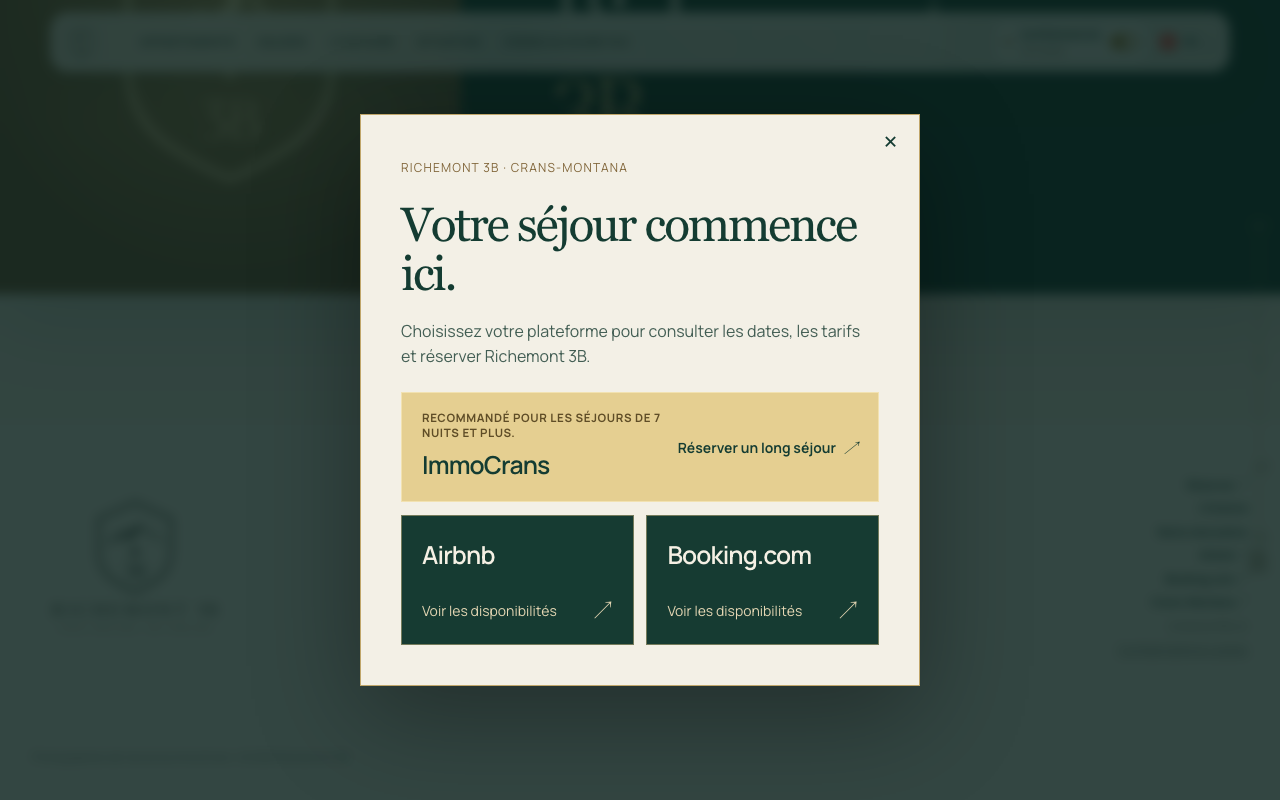 RICHEMONT 3B · CRANS-MONTANA
Votre séjour commence
ici.
Choisissez votre plateforme pour consulter les dates, les tarifs
et réserver Richemont 3B.
RECOMMANDÉ POUR LES SÉJOURS DE 7
NUITS ET PLUS.
ImmoCrans
Réserver un long séjour
Airbnb
Voir les disponibilités
Booking.com
Voir les disponibilités